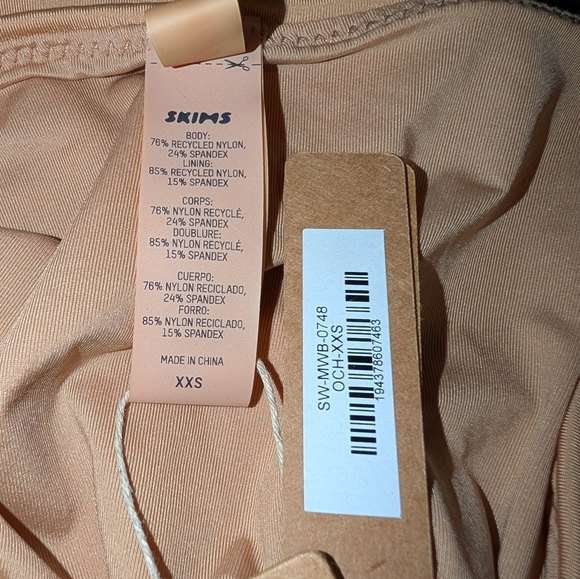 SKIMS
BODY:
76% RECYCLED NYLON,
24% SPANDEX
LINING:
85% RECYCLED NYLON,
15% SPANDEX
CORPS:
76% NYLON RECYCLÉ,
24% SPANDEX
DOUBLURE:
85% NYLON RECYCLÉ,
15% SPANDEX
CUERPO:
76% NYLON RECICLADO,
24% SPANDEX
FORRO:
85% NYLON RECICLADO,
15% SPANDEX
MADE IN CHINA
XXS
SW-MWB-0748
OCH-XXS
194378607463